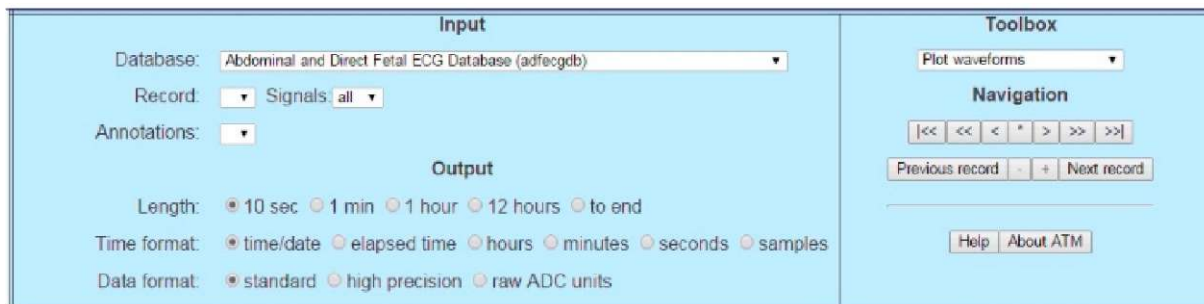 Input
Database: Abdominal and Direct Fetal ECG Database (adfecgdb)
Record: Signals: all
Annotations:
Output
Length: 10 sec 1 min 1 hour 12 hours to end
Time format: time/date elapsed time hours minutes seconds samples
Data format: standard high precision raw ADC units
Toolbox
Plot waveforms
Navigation
|<< << < * > >> >>|
Previous record - + Next record
Help About ATM